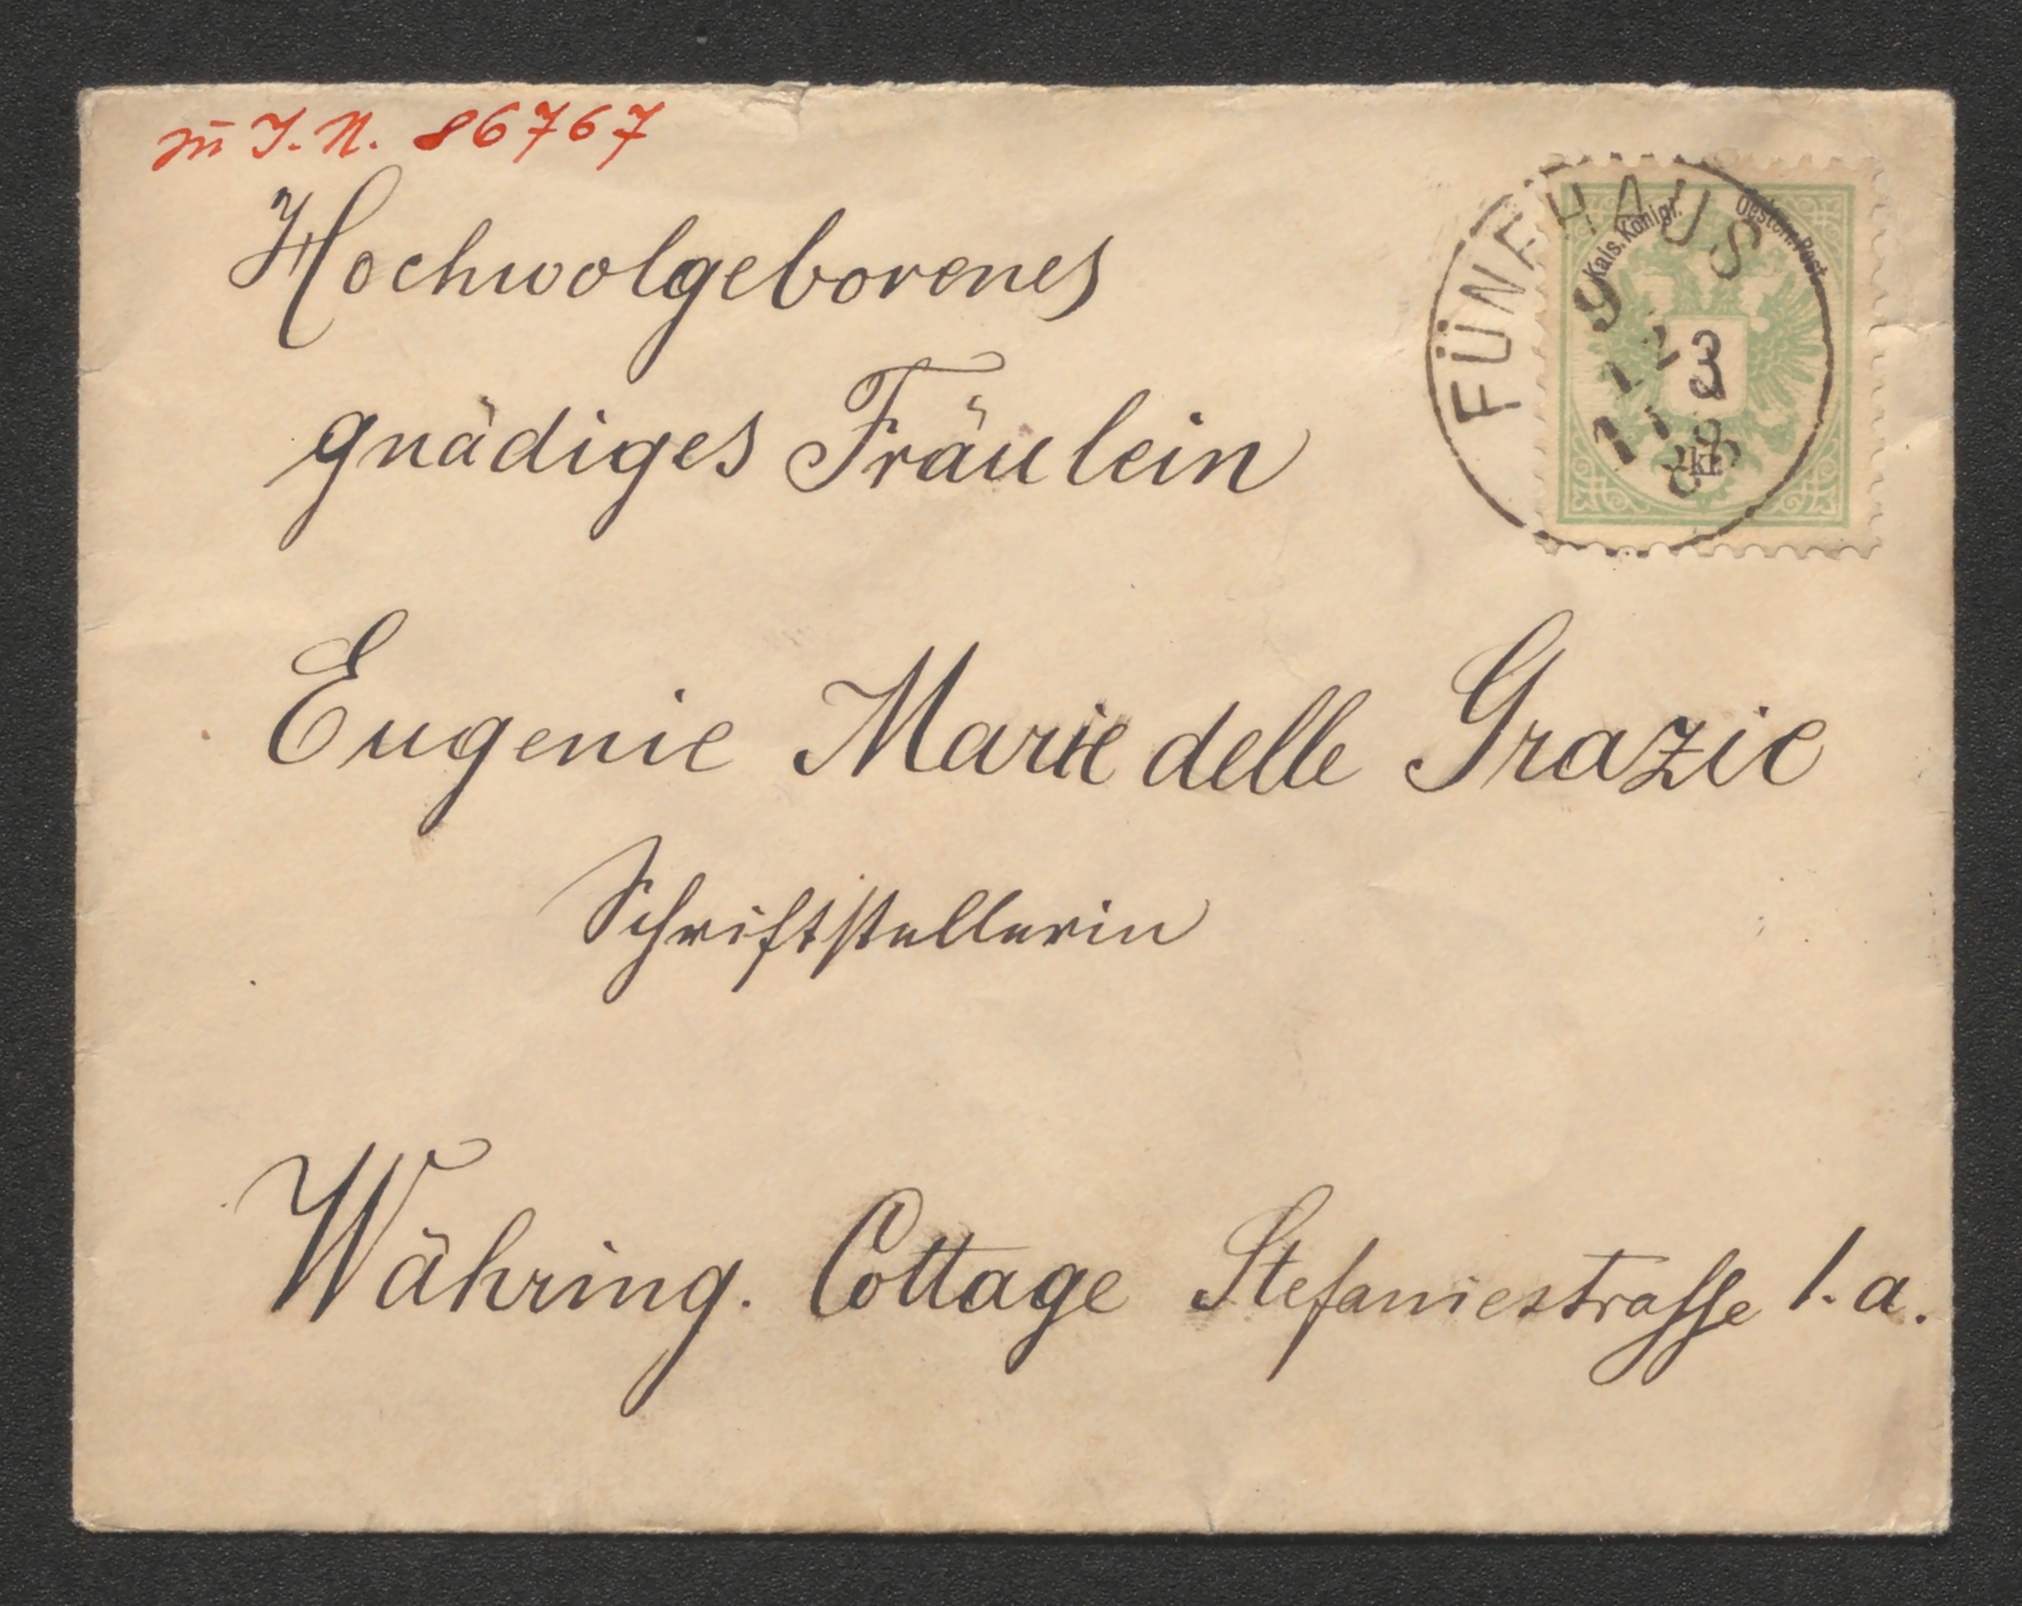 zu I. N. 86767
Hochwolgeborenes
gnädiges Fräulein
Eugenie Marie delle Grazie
Schriftstellerin
Währing. Cottage Stefaniestrasse 1. a.
FÜNFHAUS
Kais. Königl. Oesterr. Post
3
kr.